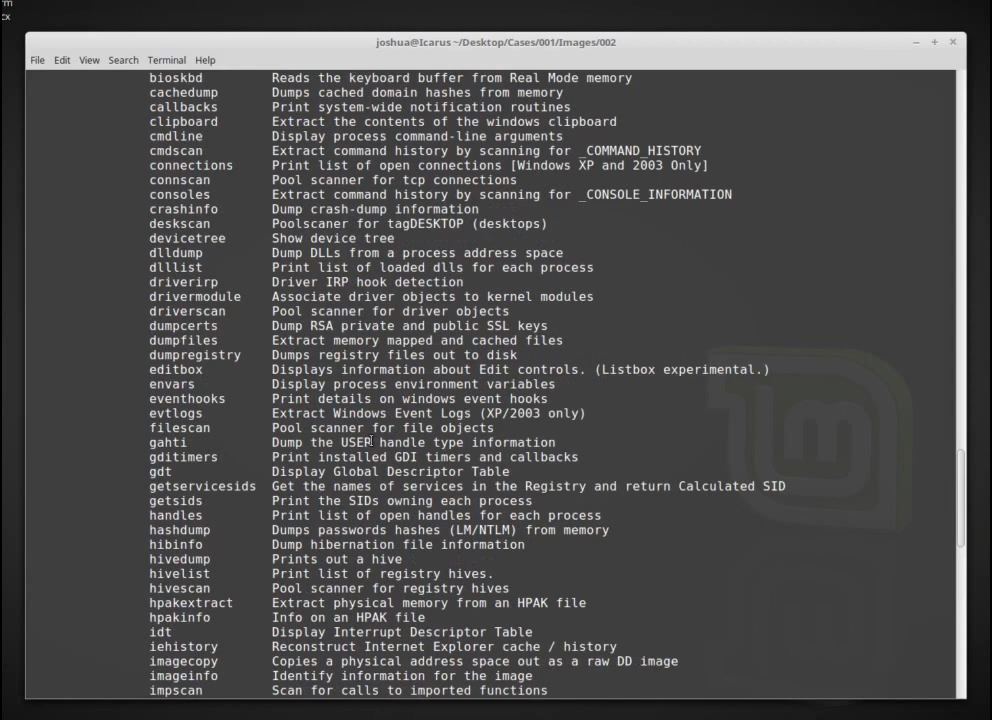 rm
cx
joshua@Icarus ~/Desktop/Cases/001/Images/002
File Edit View Search Terminal Help
bioskbd Reads the keyboard buffer from Real Mode memory
cachedump Dumps cached domain hashes from memory
callbacks Print system-wide notification routines
clipboard Extract the contents of the windows clipboard
cmdline Display process command-line arguments
cmdscan Extract command history by scanning for _COMMAND_HISTORY
connections Print list of open connections [Windows XP and 2003 Only]
connscan Pool scanner for tcp connections
consoles Extract command history by scanning for _CONSOLE_INFORMATION
crashinfo Dump crash-dump information
deskscan Poolscaner for tagDESKTOP (desktops)
devicetree Show device tree
dlldump Dump DLLs from a process address space
dlllist Print list of loaded dlls for each process
driverirp Driver IRP hook detection
drivermodule Associate driver objects to kernel modules
driverscan Pool scanner for driver objects
dumpcerts Dump RSA private and public SSL keys
dumpfiles Extract memory mapped and cached files
dumpregistry Dumps registry files out to disk
editbox Displays information about Edit controls. (Listbox experimental.)
envars Display process environment variables
eventhooks Print details on windows event hooks
evtlogs Extract Windows Event Logs (XP/2003 only)
filescan Pool scanner for file objects
gahti Dump the USER handle type information
gditimers Print installed GDI timers and callbacks
gdt Display Global Descriptor Table
getservicesids Get the names of services in the Registry and return Calculated SID
getsids Print the SIDs owning each process
handles Print list of open handles for each process
hashdump Dumps passwords hashes (LM/NTLM) from memory
hibinfo Dump hibernation file information
hivedump Prints out a hive
hivelist Print list of registry hives.
hivescan Pool scanner for registry hives
hpakextract Extract physical memory from an HPAK file
hpakinfo Info on an HPAK file
idt Display Interrupt Descriptor Table
iehistory Reconstruct Internet Explorer cache / history
imagecopy Copies a physical address space out as a raw DD image
imageinfo Identify information for the image
impscan Scan for calls to imported functions